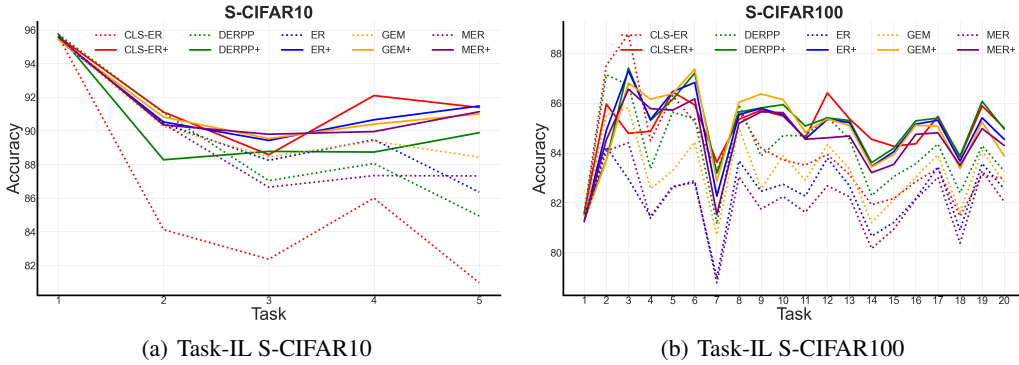 S-CIFAR10
Accuracy
96
94
92
90
88
86
84
82
CLS-ER DERPP ER GEM MER
CLS-ER+ DERPP+ ER+ GEM+ MER+
1 2 3 4 5
Task
(a) Task-IL S-CIFAR10
S-CIFAR100
Accuracy
88
86
84
82
80
CLS-ER DERPP ER GEM MER
CLS-ER+ DERPP+ ER+ GEM+ MER+
1 2 3 4 5 6 7 8 9 10 11 12 13 14 15 16 17 18 19 20
Task
(b) Task-IL S-CIFAR100